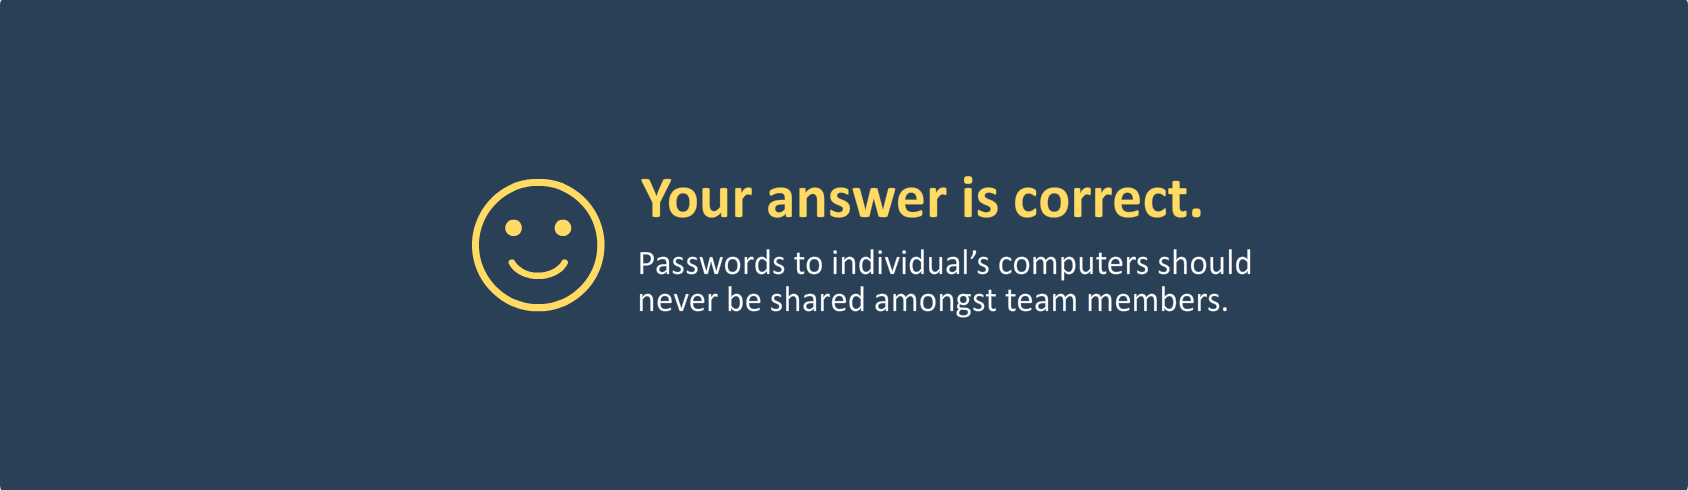 Your answer is correct.
Passwords to individual’s computers should
never be shared amongst team members.